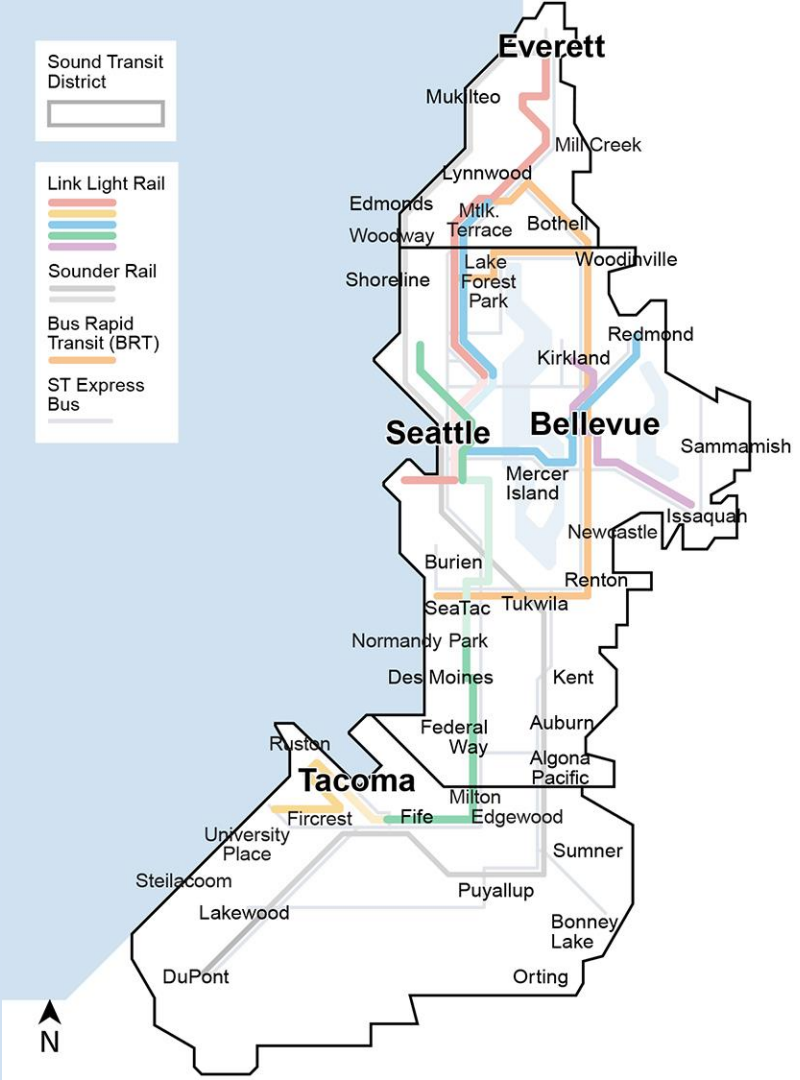 Sound Transit
District
Link Light Rail
Sounder Rail
Bus Rapid
Transit (BRT)
ST Express
Bus
Everett
Mukilteo
Mill Creek
Lynnwood
Edmonds
Mtlk.
Terrace
Bothell
Woodway
Woodinville
Lake
Forest
Park
Shoreline
Redmond
Kirkland
Seattle
Bellevue
Sammamish
Mercer
Island
Issaquah
Newcastle
Burien
Renton
SeaTac
Tukwila
Normandy Park
Des Moines
Kent
Federal
Way
Auburn
Ruston
Algona
Pacific
Tacoma
Milton
Fircrest
Fife
Edgewood
University
Place
Sumner
Steilacoom
Puyallup
Lakewood
Bonney
Lake
DuPont
Orting
N